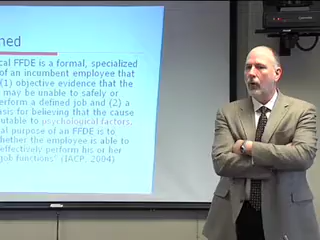 ned
cal FFDE is a formal, specialized
of an incumbent employee that
(1) objective evidence that the
may be unable to safely or
erform a defined job and (2) a
asis for believing that the cause
butable to psychological factors.
al purpose of an FFDE is to
hether the employee is able to
effectively perform his or her
job functions" (IACP, 2004)